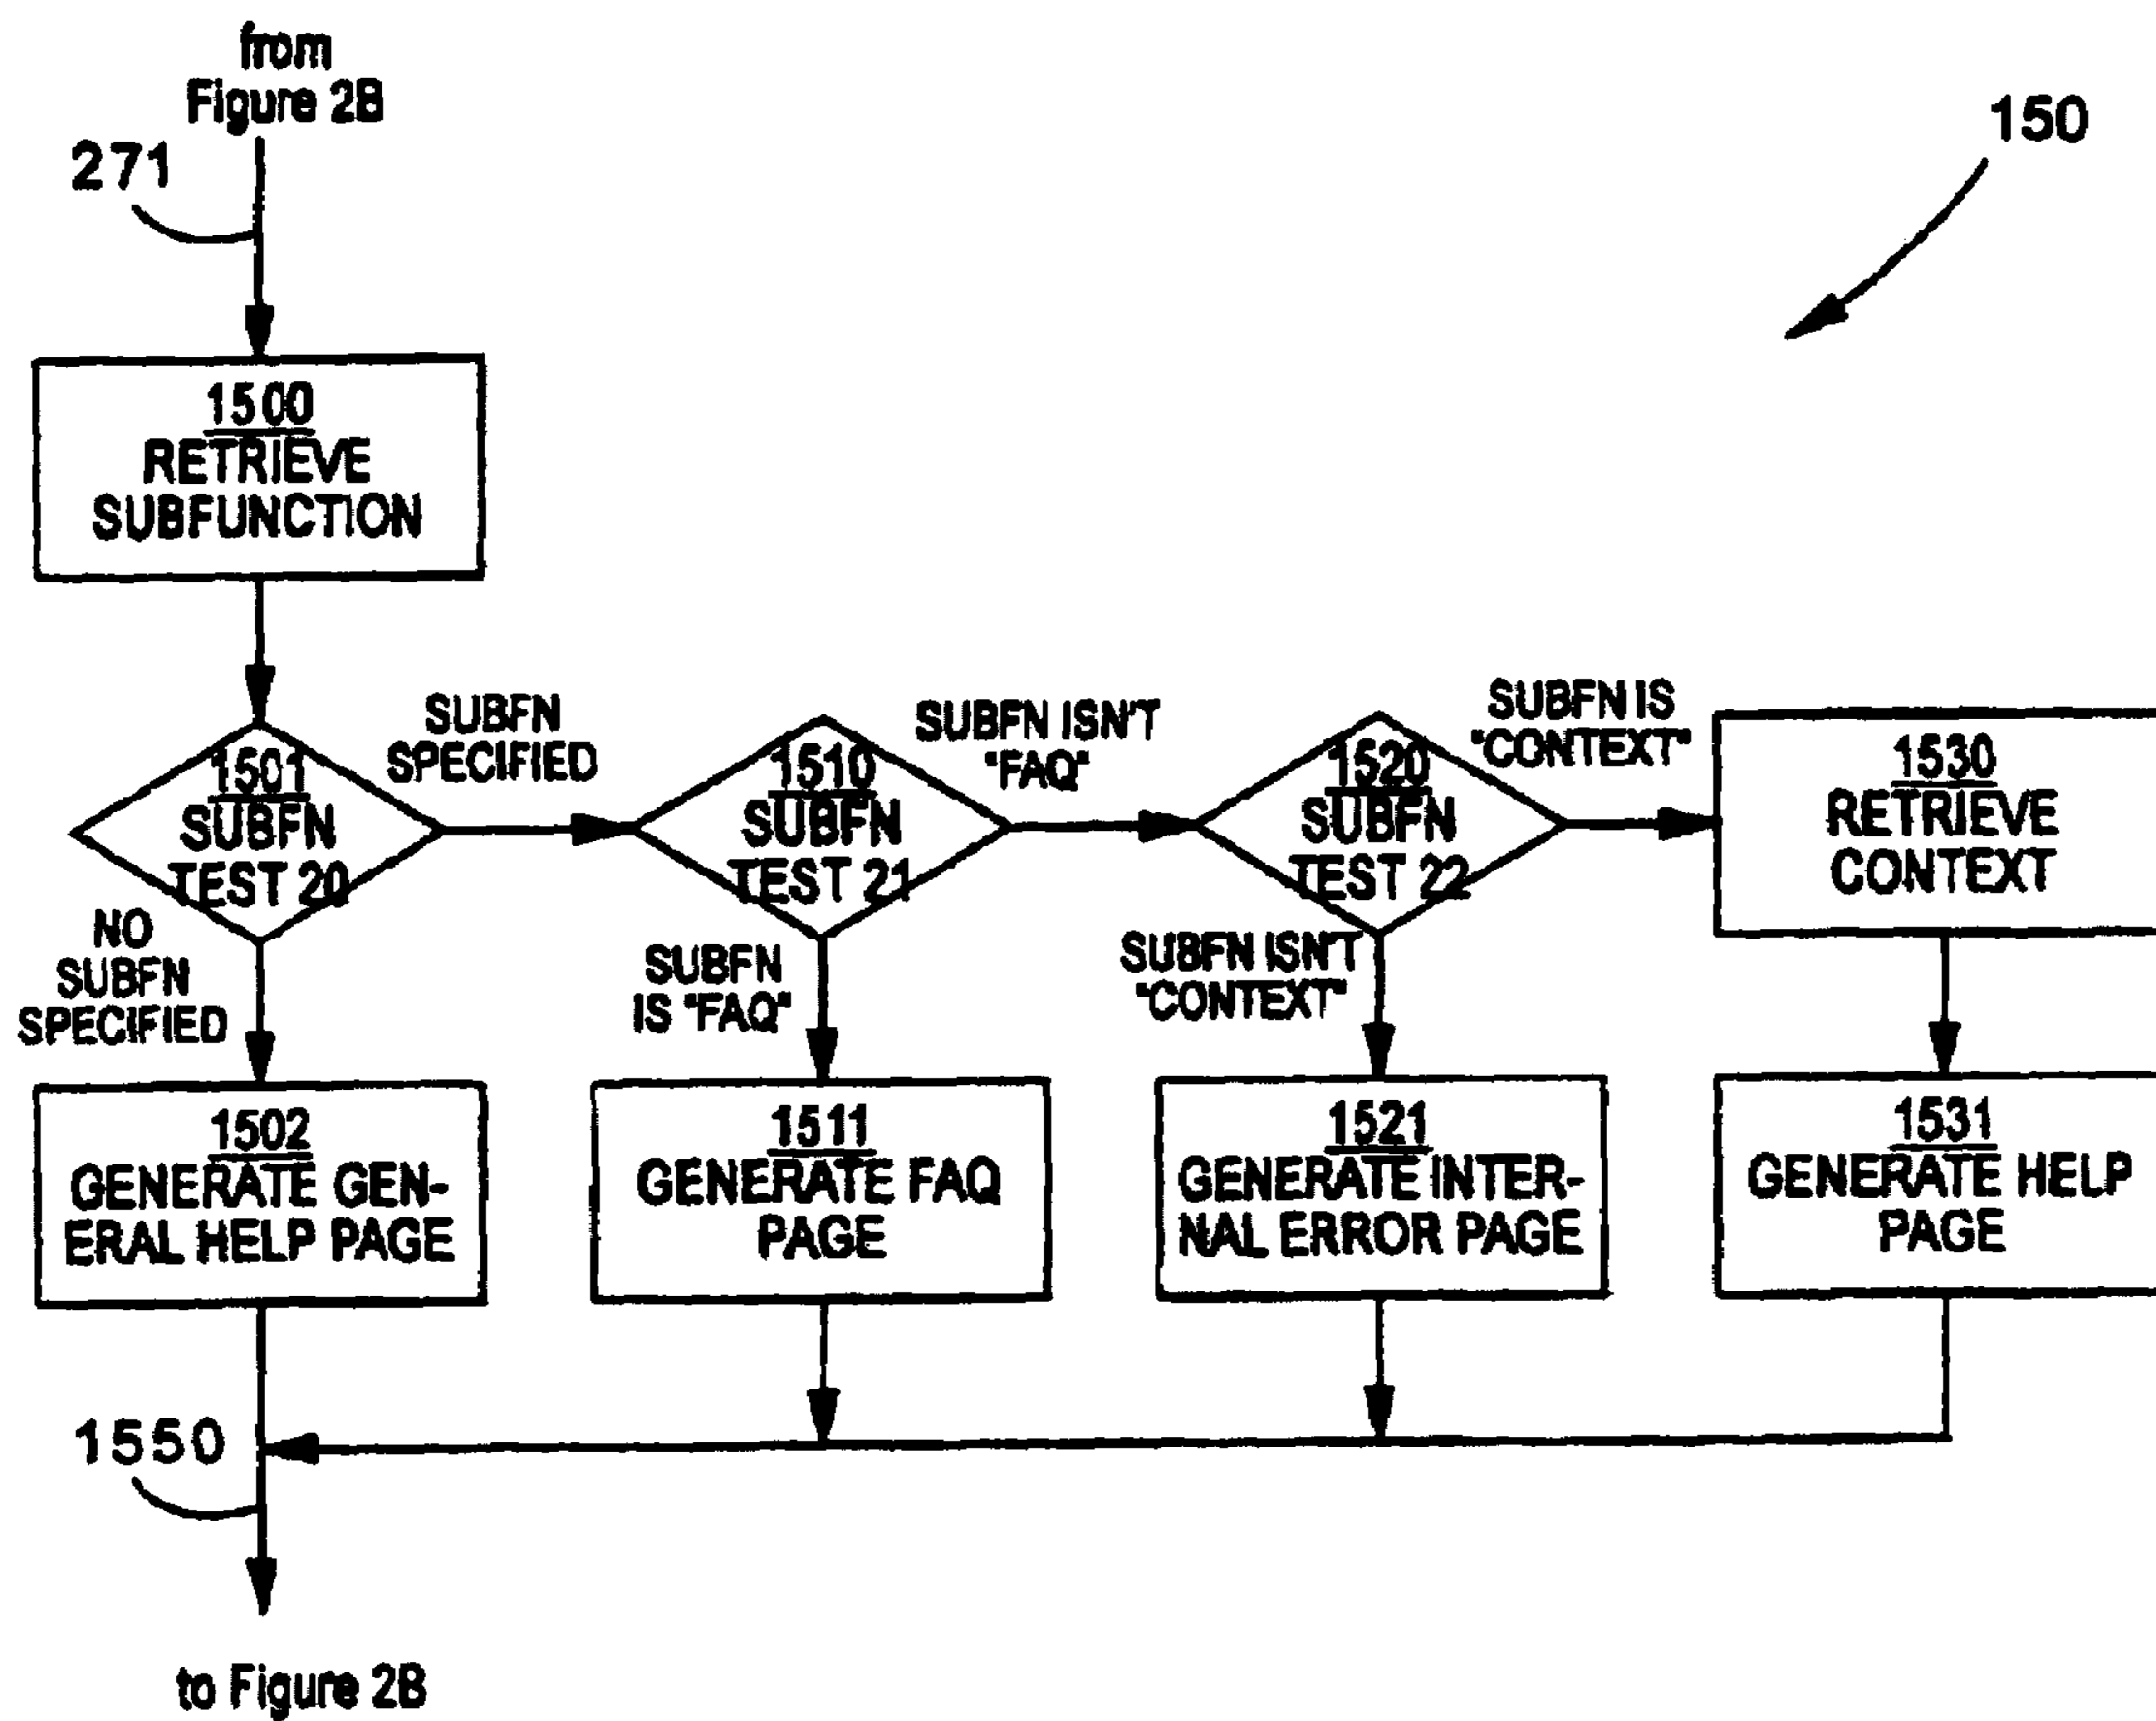 from
Figure 2B
271
150
1500
RETRIEVE
SUBFUNCTION
SUBFN
SPECIFIED
SUBFN ISN'T
"FAQ"
SUBFN IS
"CONTEXT"
1501
SUBFN
TEST 20
1510
SUBFN
TEST 21
1520
SUBFN
TEST 22
1530
RETRIEVE
CONTEXT
NO
SUBFN
SPECIFIED
SUBFN
IS "FAQ"
SUBFN ISN'T
"CONTEXT"
1502
GENERATE GEN-
ERAL HELP PAGE
1511
GENERATE FAQ
PAGE
1521
GENERATE INTER-
NAL ERROR PAGE
1531
GENERATE HELP
PAGE
1550
to Figure 2B